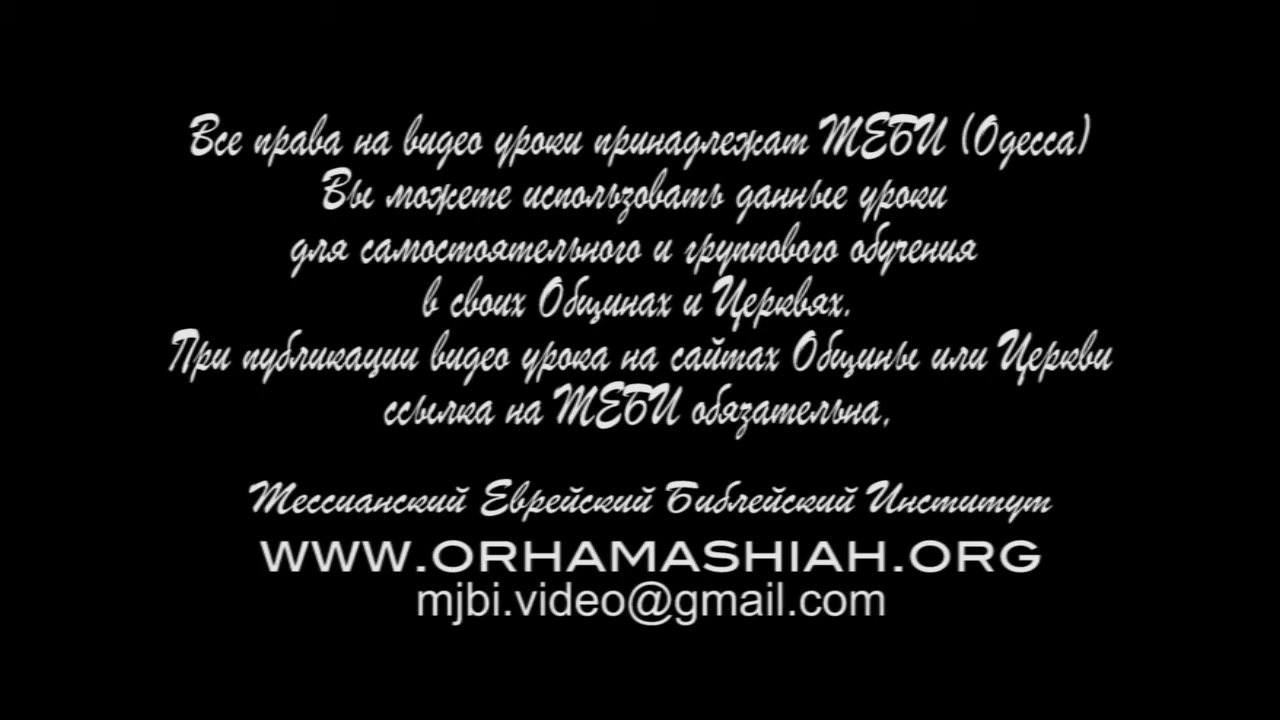 Все права на видео уроки принадлежат МЕБИ (Одесса)
Вы можете использовать данные уроки
для самостоятельного и группового обучения
в своих Общинах и Церквях.
При публикации видео урока на сайтах Общины или Церкви
ссылка на МЕБИ обязательна.
Мессианский Еврейский Библейский Институт
WWW.ORHAMASHIAH.ORG
mjbi.video@gmail.com